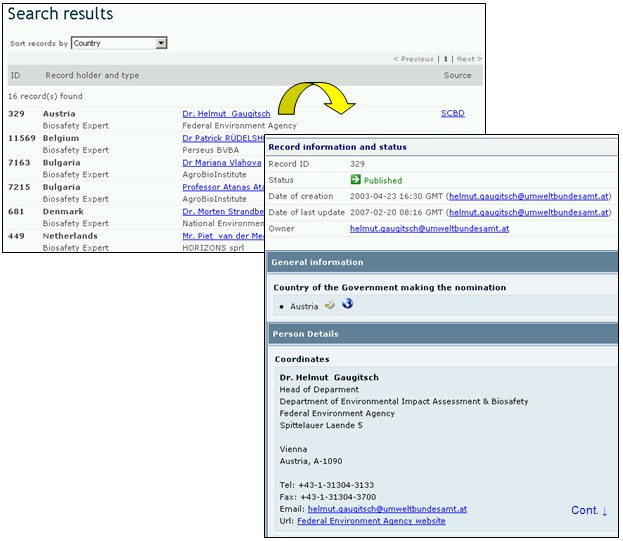 Search results
Sort records by Country
< Previous | 1 | Next >
ID Record holder and type Source
16 record(s) found
329 Austria Dr. Helmut Gaugitsch SCBD
Biosafety Expert Federal Environment Agency
11569 Belgium Dr Patrick RÜDELSH
Biosafety Expert Perseus BVBA
7163 Bulgaria Dr Mariana Vlahova
Biosafety Expert AgroBioInstitute
7215 Bulgaria Professor Atanas Ata
Biosafety Expert AgroBioInstitute
681 Denmark Dr. Morten Strandbe
Biosafety Expert National Environmen
449 Netherlands Mr. Piet van der Me
Biosafety Expert HORIZONS sprl
Record information and status
Record ID 329
Status Published
Date of creation 2003-04-23 16:30 GMT (helmut.gaugitsch@umweltbundesamt.at)
Date of last update 2007-02-20 08:16 GMT (helmut.gaugitsch@umweltbundesamt.at)
Owner helmut.gaugitsch@umweltbundesamt.at
General information
Country of the Government making the nomination
• Austria
Person Details
Coordinates
Dr. Helmut Gaugitsch
Head of Deparment
Department of Environmental Impact Assessment & Biosafety
Federal Environment Agency
Spittelauer Laende 5
Vienna
Austria, A-1090
Tel: +43-1-31304-3133
Fax: +43-1-31304-3700
Email: helmut.gaugitsch@umweltbundesamt.at
Url: Federal Environment Agency website
Cont. ↓